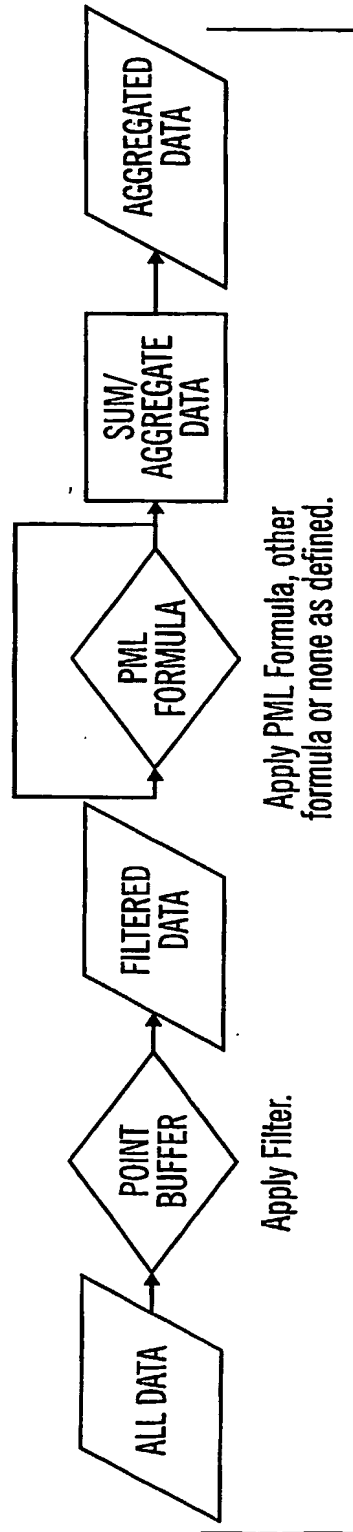 ALL DATA
POINT
BUFFER
Apply Filter.
FILTERED
DATA
PML
FORMULA
Apply PML Formula, other
formula or none as defined.
SUM/
AGGREGATE
DATA
AGGREGATED
DATA